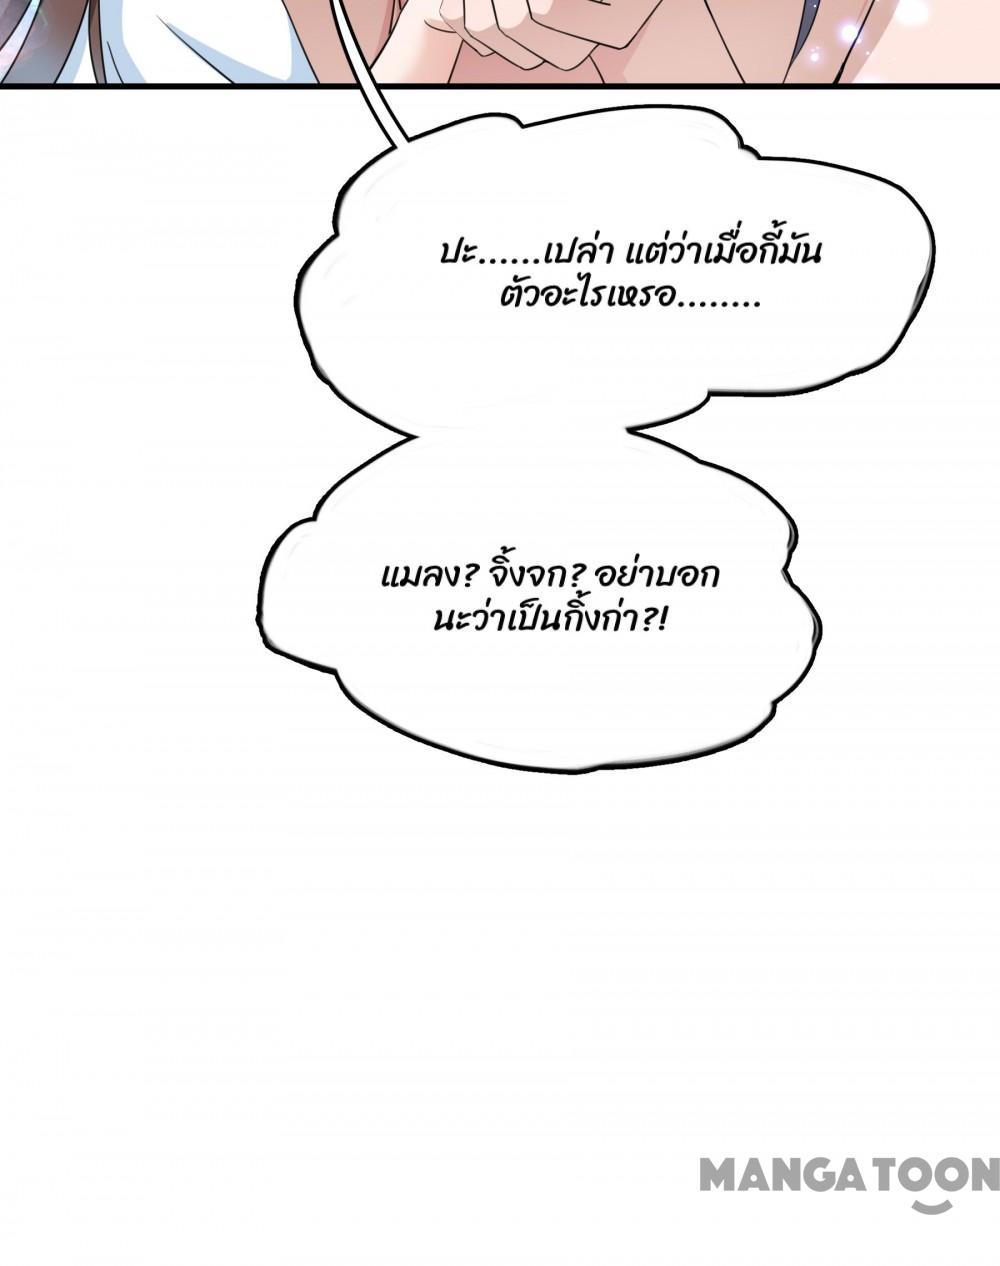 ปะ......เปล่า แต่ว่าเมื่อกี้มัน
ตัวอะไรเหรอ........
แมลง? จิ้งจก? อย่าบอก
นะว่าเป็นกิ้งก่า?!
MANGATOON